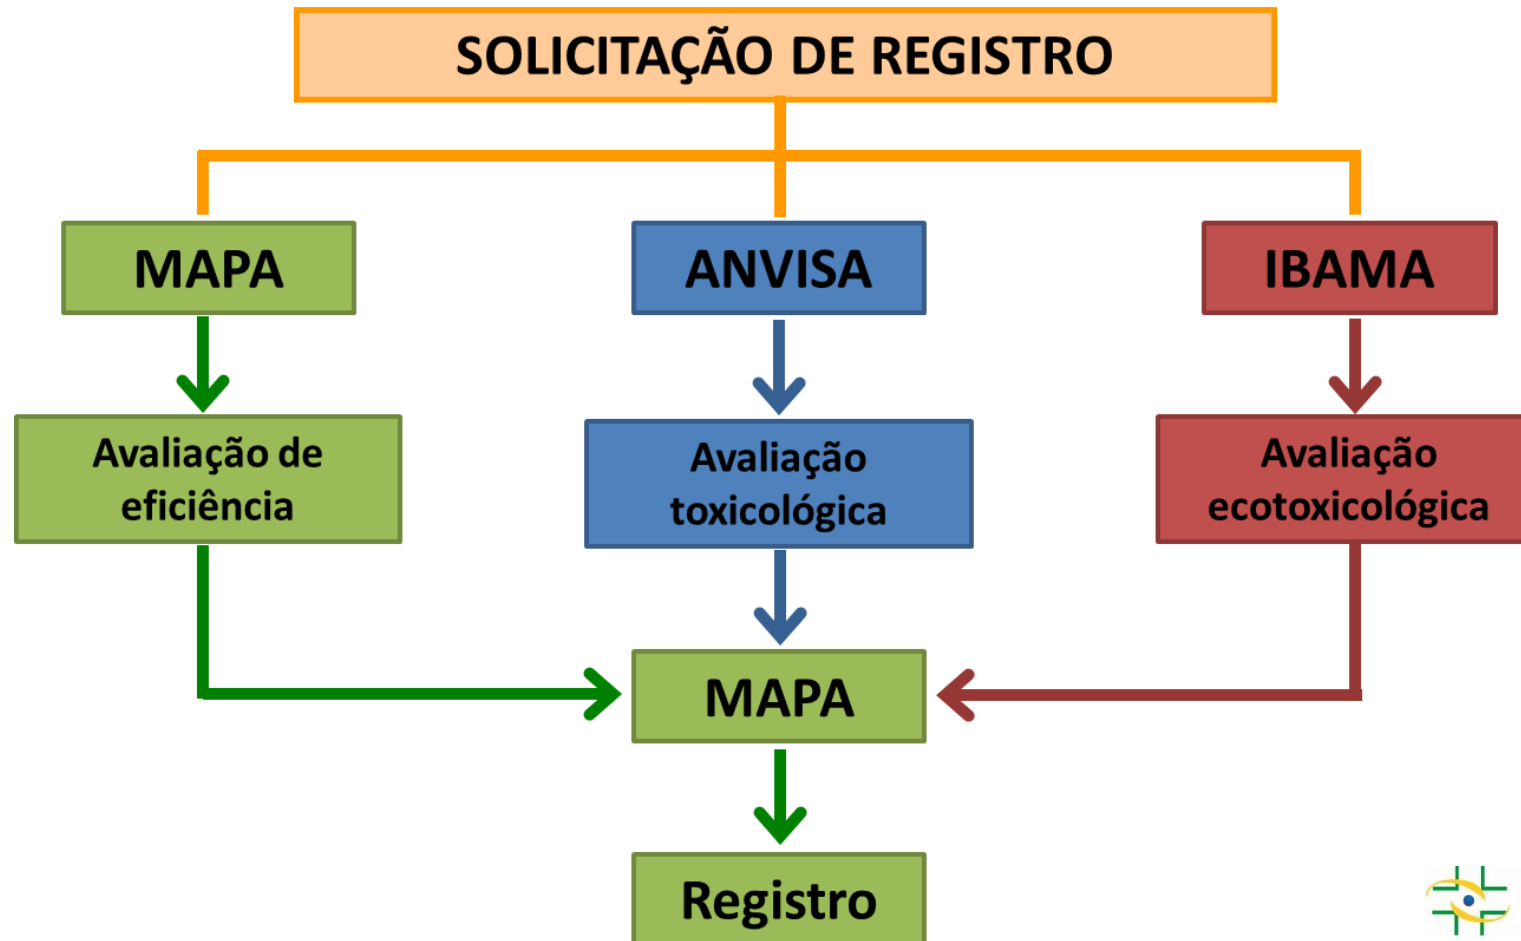 SOLICITAÇÃO DE REGISTRO
MAPA
ANVISA
IBAMA
Avaliação de
eficiência
Avaliação
toxicológica
Avaliação
ecotoxicológica
MAPA
Registro